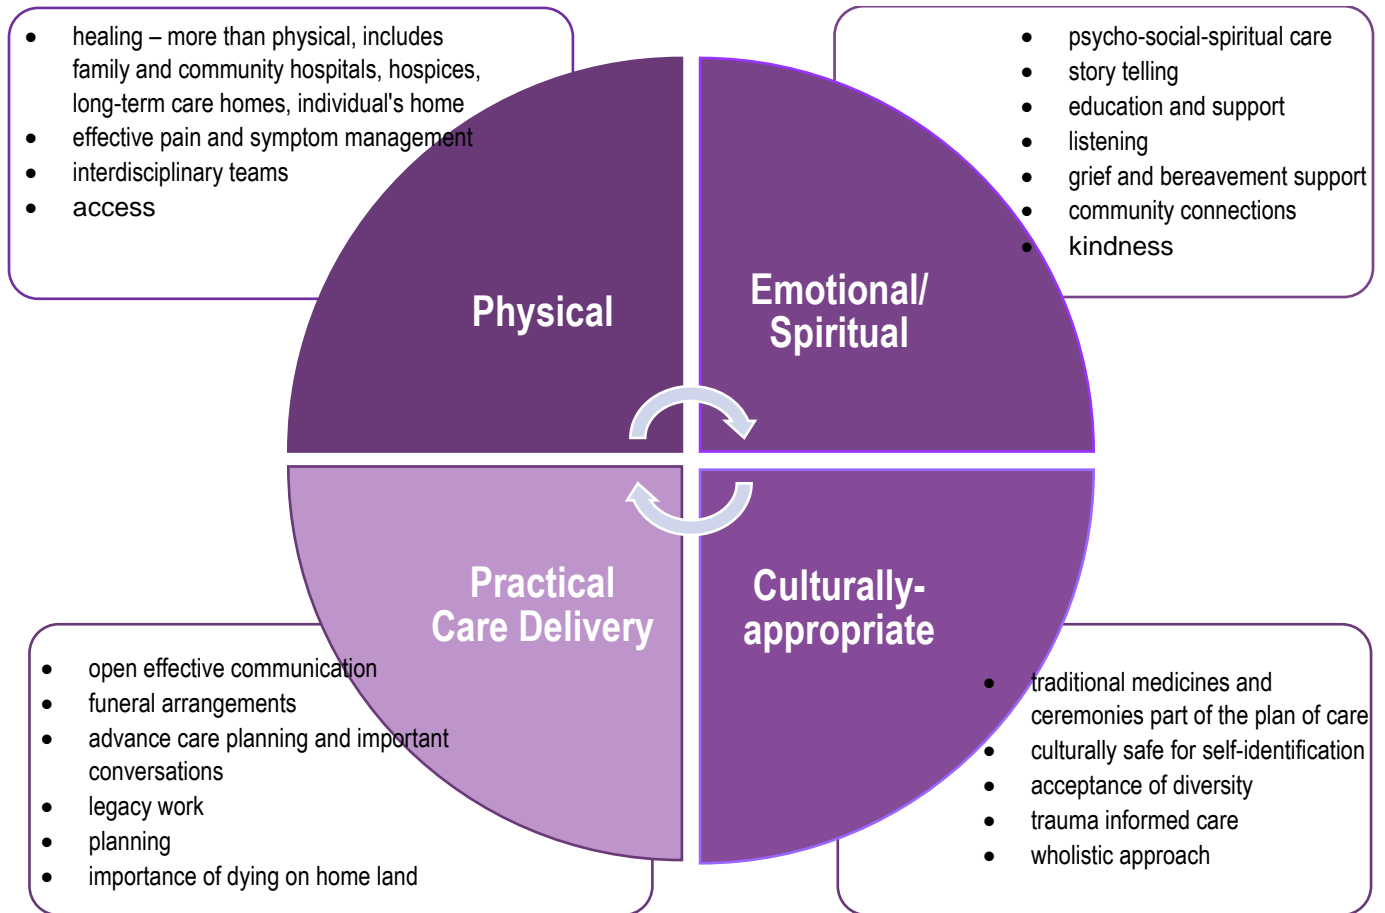 • healing – more than physical, includes
family and community hospitals, hospices,
long-term care homes, individual's home
• effective pain and symptom management
• interdisciplinary teams
• access
• psycho-social-spiritual care
• story telling
• education and support
• listening
• grief and bereavement support
• community connections
• kindness
Physical
Emotional/
Spiritual
Practical
Care Delivery
Culturally-
appropriate
• open effective communication
• funeral arrangements
• advance care planning and important
conversations
• legacy work
• planning
• importance of dying on home land
• traditional medicines and
ceremonies part of the plan of care
• culturally safe for self-identification
• acceptance of diversity
• trauma informed care
• wholistic approach